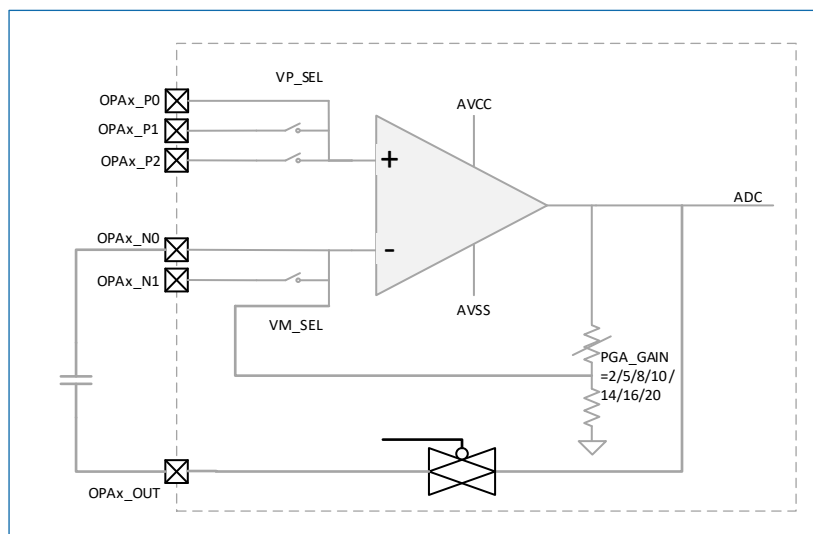 VP_SEL
OPAx_P0
AVCC
OPAx_P1
OPAx_P2
+
ADC
OPAx_N0
-
OPAx_N1
AVSS
VM_SEL
PGA_GAIN
=2/5/8/10/
14/16/20
OPAx_OUT